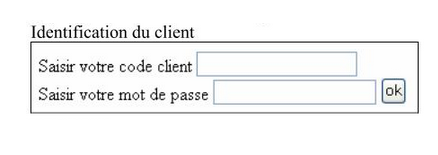 Identification du client
Saisir votre code client
Saisir votre mot de passe ok